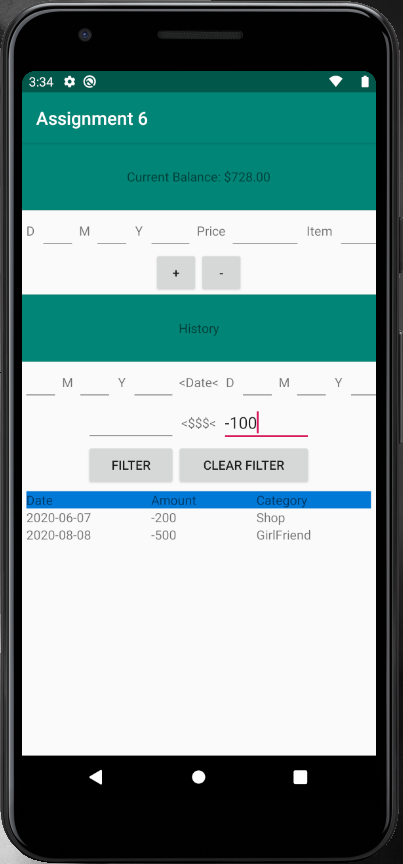 3:34
Assignment 6
Current Balance: $728.00
D M Y Price Item
+ -
History
M Y <Date< D M Y
<$$$< -100
FILTER CLEAR FILTER
Date Amount Category
2020-06-07 -200 Shop
2020-08-08 -500 GirlFriend